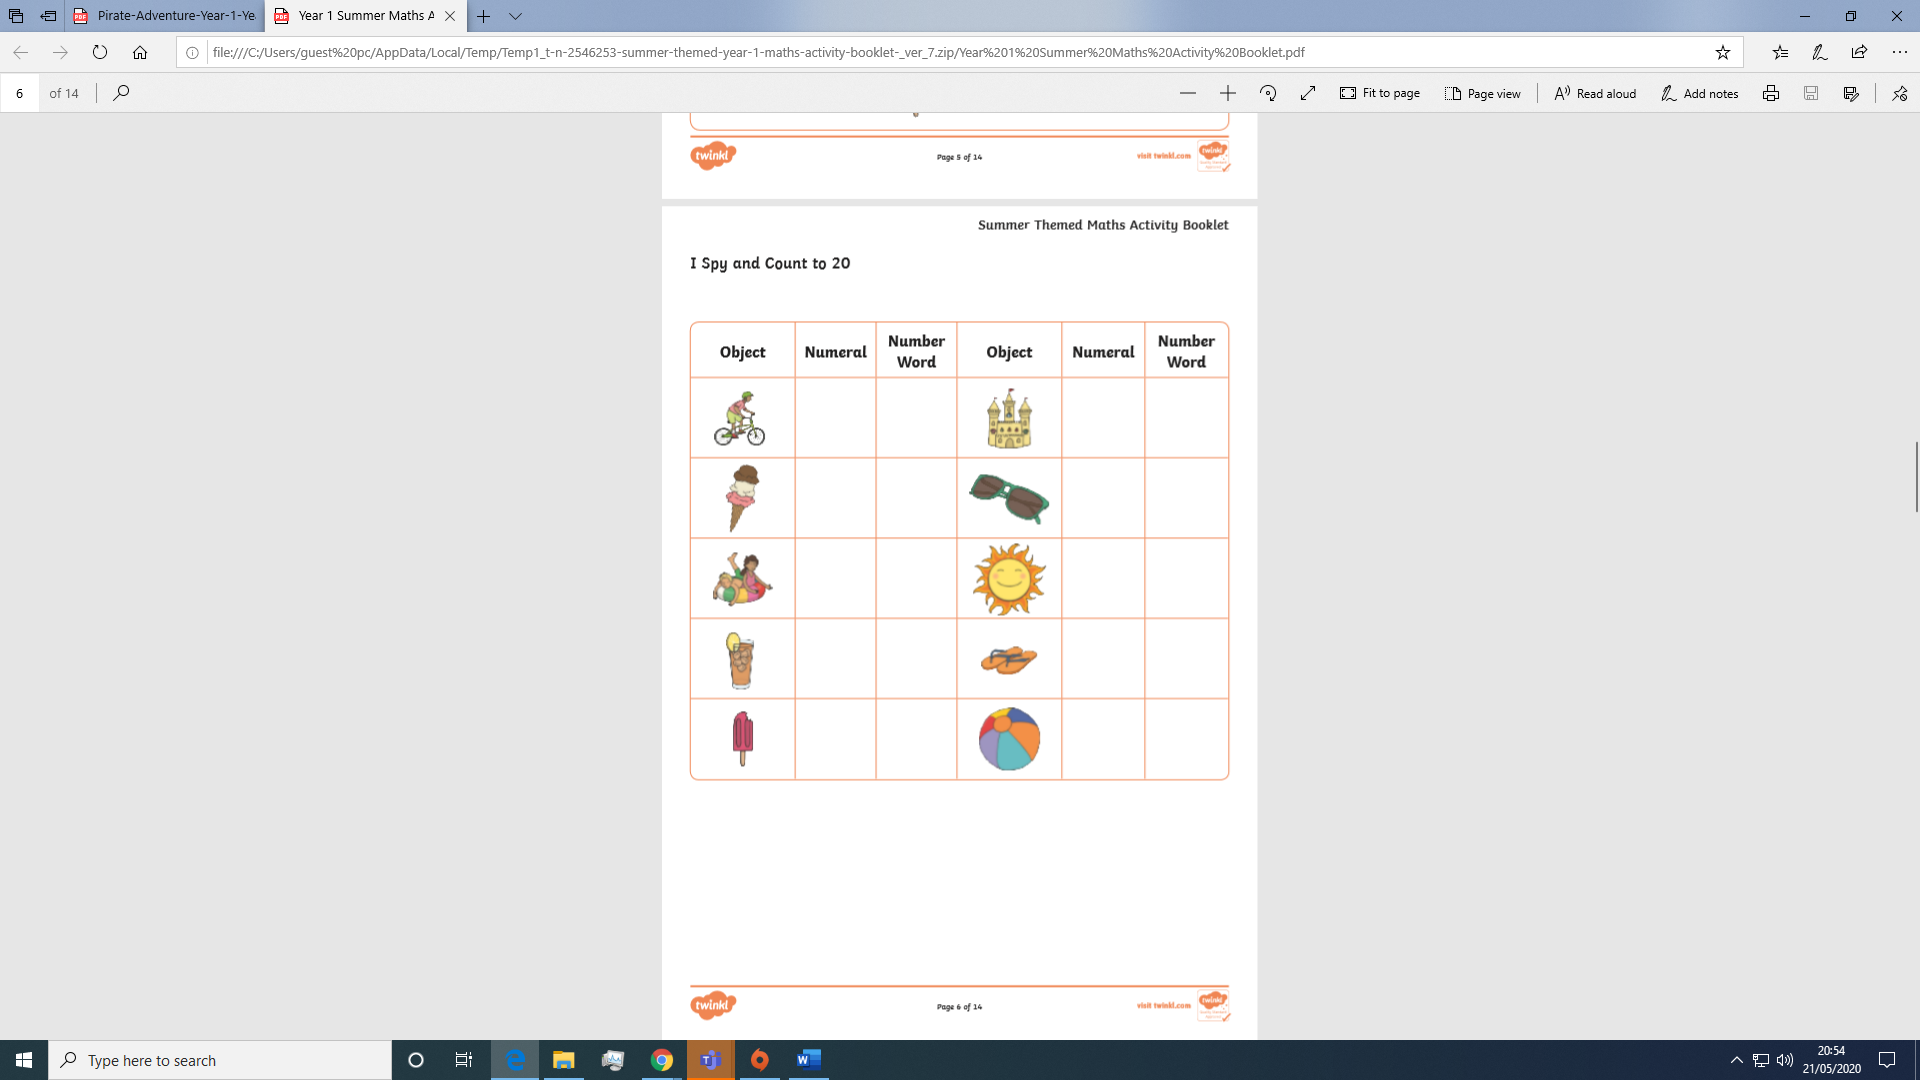 Pirate-Adventure-Year-1-Ye
Year 1 Summer Maths A
file:///C:/Users/guest%20pc/AppData/Local/Temp/Temp1_t-n-2546253-summer-themed-year-1-maths-activity-booklet-_ver_7.zip/Year%201%20Summer%20Maths%20Activity%20Booklet.pdf
6 of 14
Fit to page
Page view
Read aloud
Add notes
twinkl
Page 5 of 14
visit twinkl.com
twinkl
Summer Themed Maths Activity Booklet
I Spy and Count to 20
Object Numeral Number Word Object Numeral Number Word
twinkl
Page 6 of 14
visit twinkl.com
twinkl
Type here to search
20:54
21/05/2020